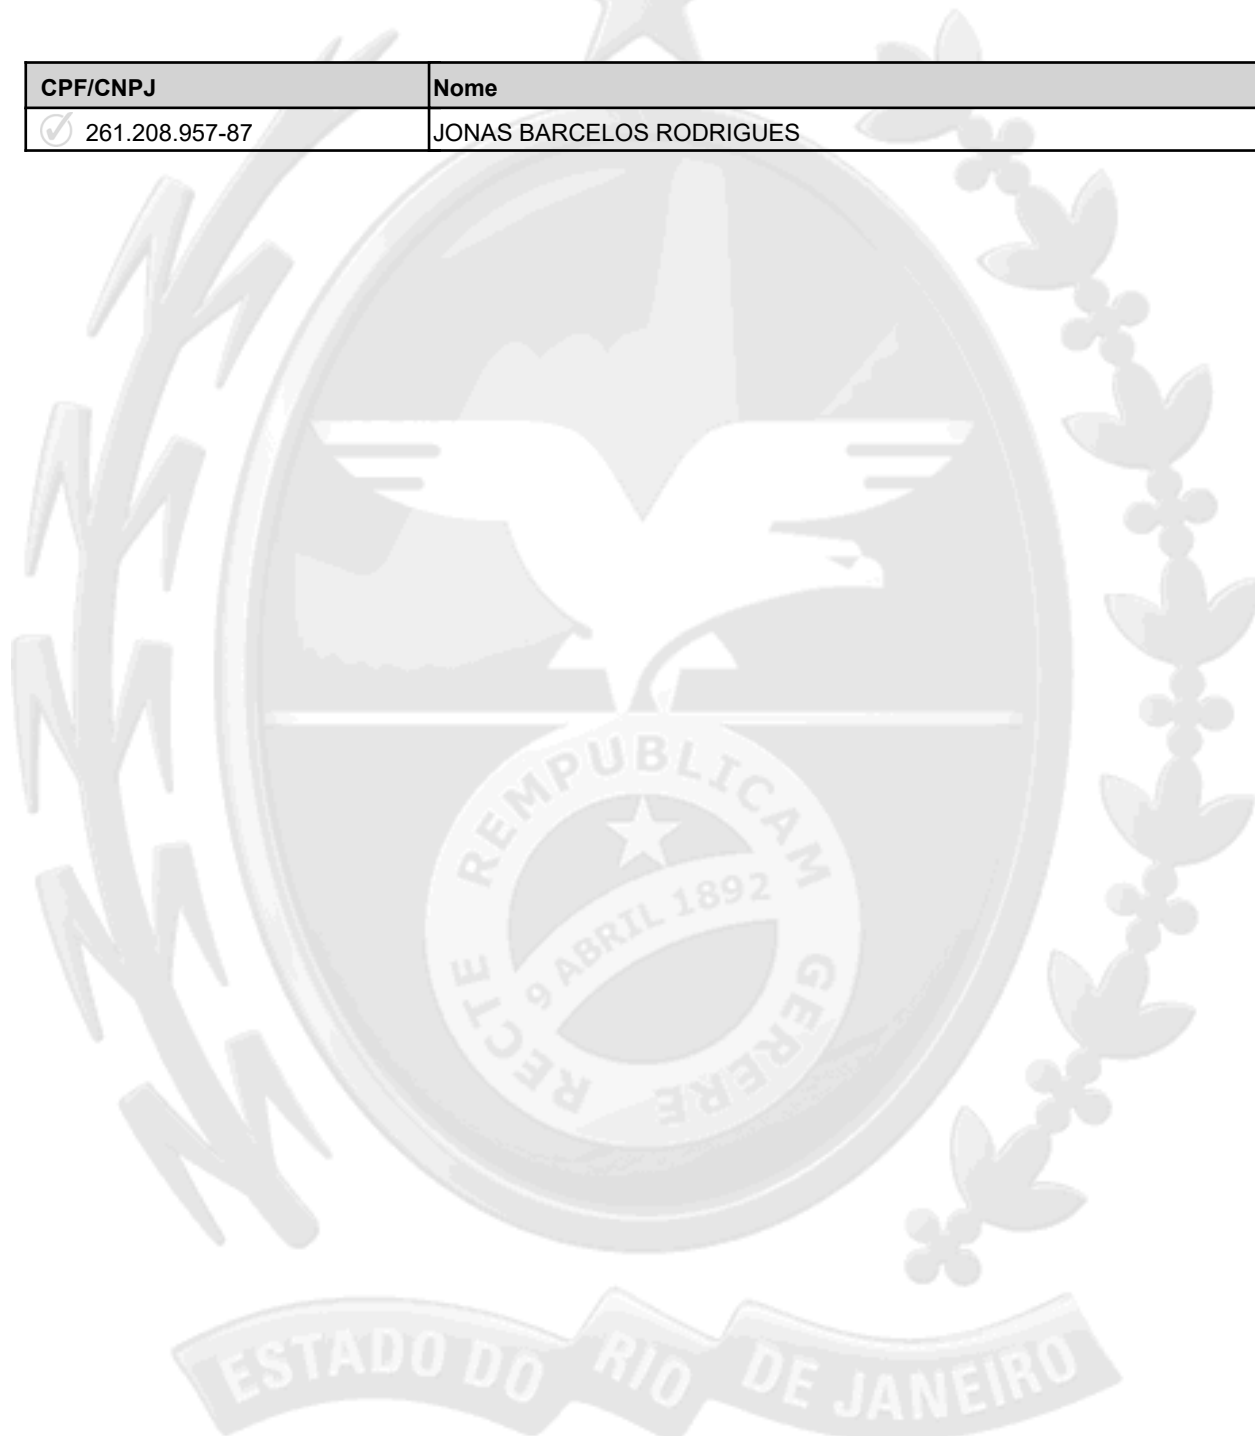 CPF/CNPJ Nome
261.208.957-87 JONAS BARCELOS RODRIGUES
RECTE REMPUBLICAM GERERE
9 ABRIL 1892
ESTADO DO RIO DE JANEIRO